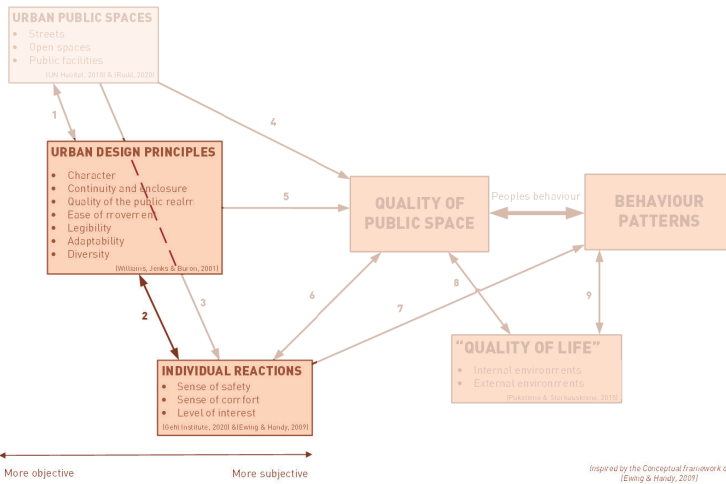 URBAN PUBLIC SPACES
• Streets
• Open spaces
• Public facilities
(UN Habitat, 2018) &
1
4
URBAN DESIGN PRINCIPLES
• Character
• Continuity and enclosure
• Quality of the public realm
• Ease of movement
• Legibility
• Adaptability
• Diversity
(Williams, Jenks & Buron, 2001)
5
QUALITY OF
PUBLIC SPACE
Peoples behaviour
BEHAVIOUR
PATTERNS
2
3
6
7
8
9
INDIVIDUAL REACTIONS
• Sense of safety
• Sense of comfort
• Level of interest
(Gehl Institute, 2020) &(Ewing & Handy, 2009)
“QUALITY OF LIFE”
• Internal environments
• External environments
More objective
More subjective
Inspired by the Conceptual framework
(Ewing & Handy, 2009)